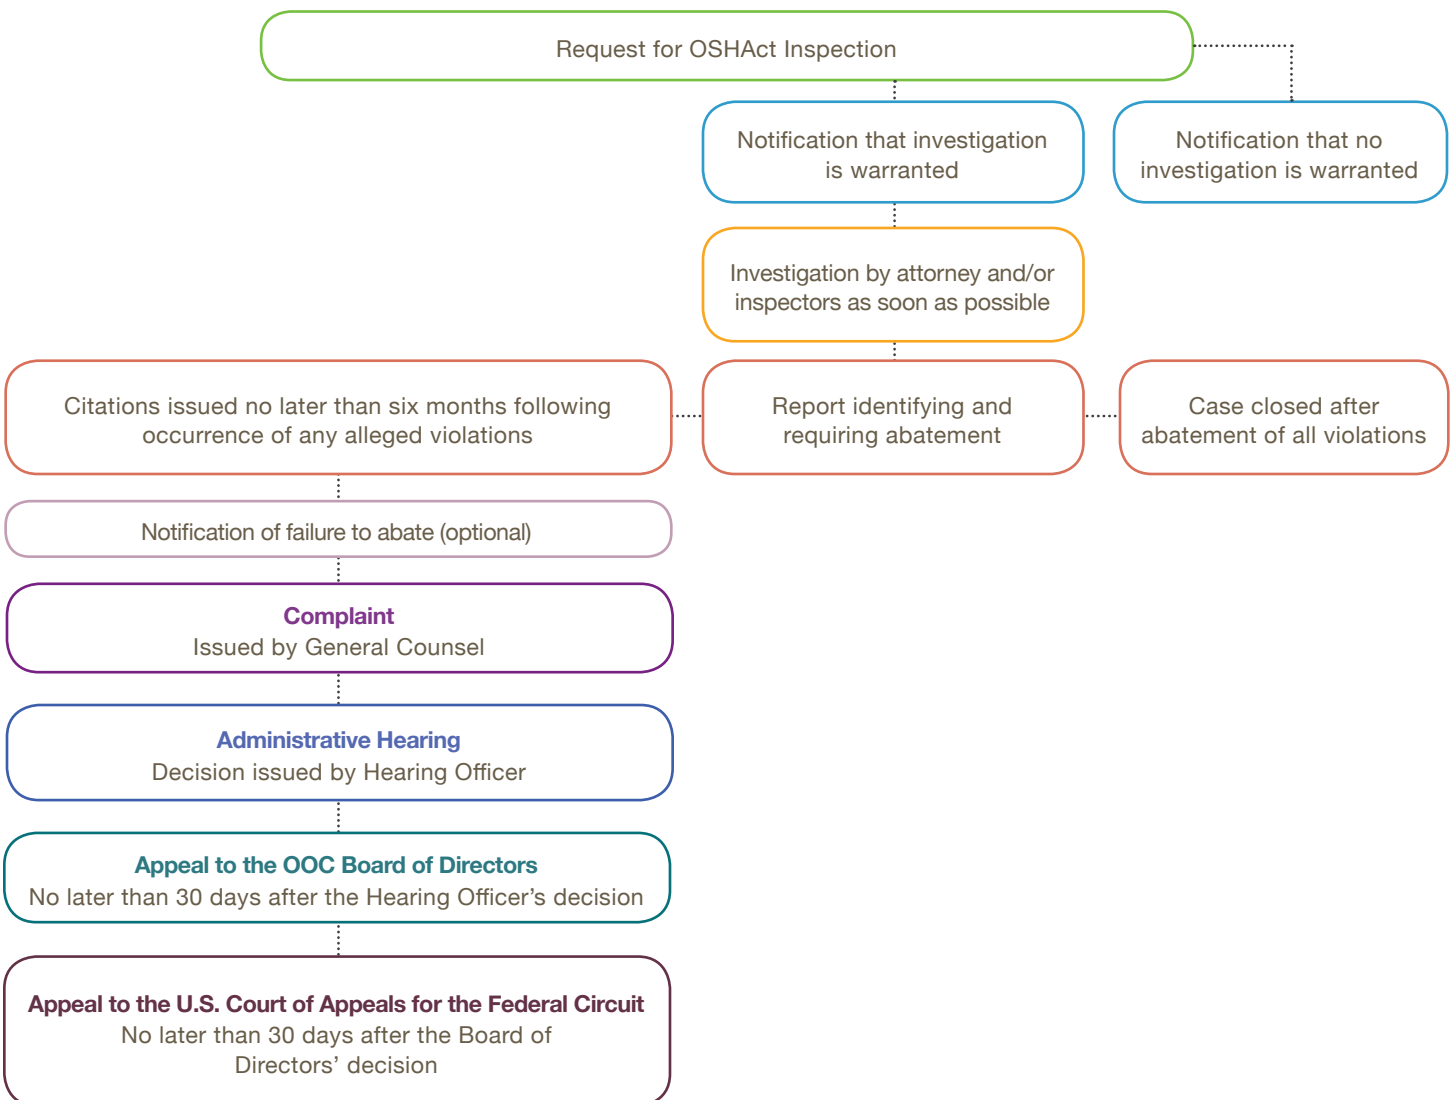 Request for OSHAct Inspection
Notification that investigation
is warranted
Notification that no
investigation is warranted
Investigation by attorney and/or
inspectors as soon as possible
Citations issued no later than six months following
occurrence of any alleged violations
Report identifying and
requiring abatement
Case closed after
abatement of all violations
Notification of failure to abate (optional)
Complaint
Issued by General Counsel
Administrative Hearing
Decision issued by Hearing Officer
Appeal to the OOC Board of Directors
No later than 30 days after the Hearing Officer’s decision
Appeal to the U.S. Court of Appeals for the Federal Circuit
No later than 30 days after the Board of
Directors’ decision